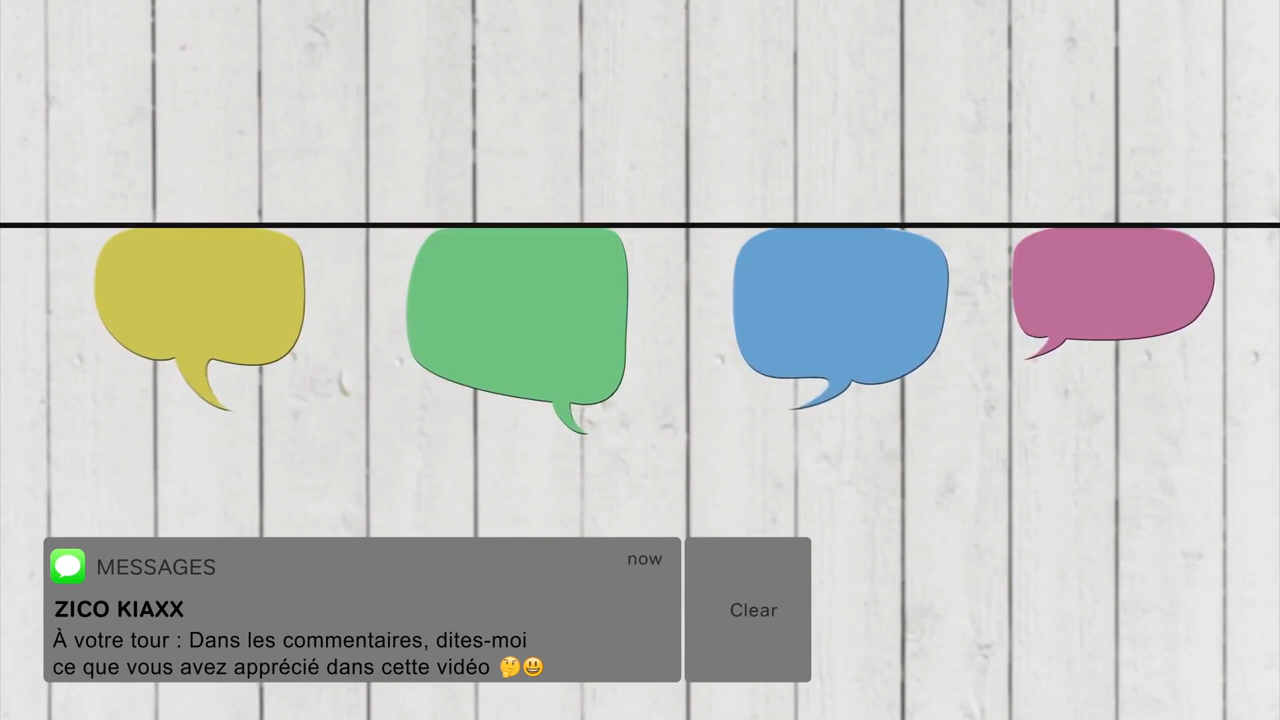 MESSAGES
now
ZICO KIAXX
À votre tour : Dans les commentaires, dites-moi
ce que vous avez apprécié dans cette vidéo 🤔😃
Clear